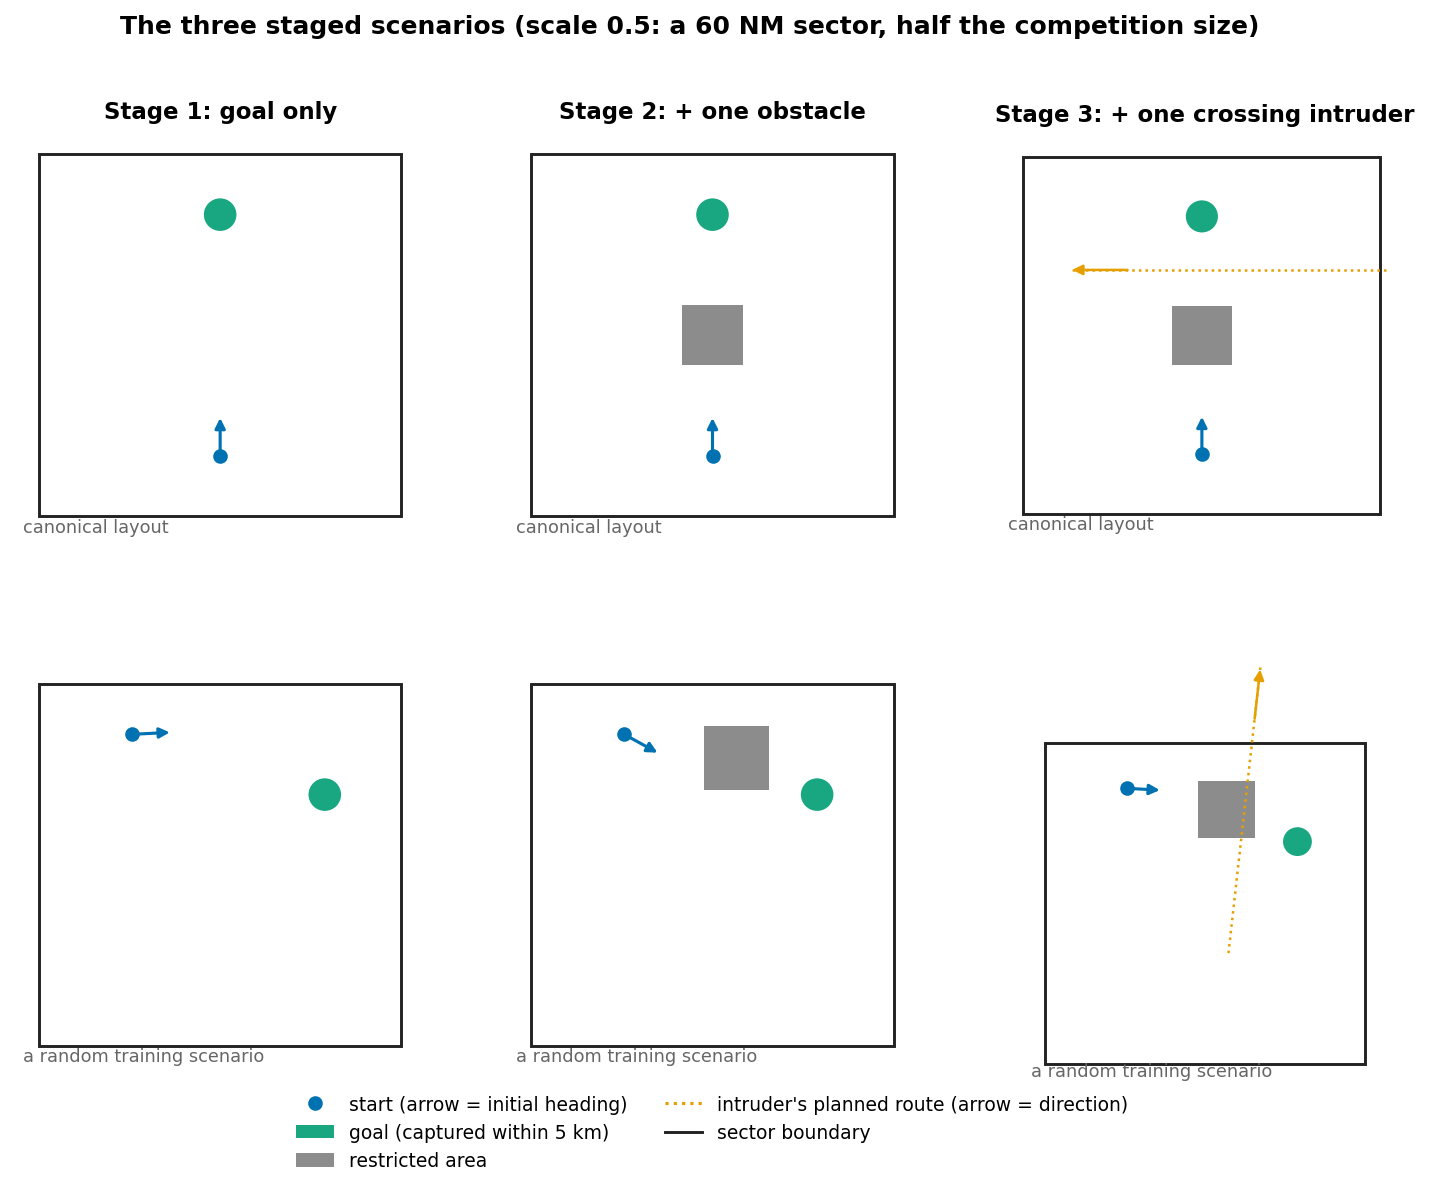 The three staged scenarios (scale 0.5: a 60 NM sector, half the competition size)
Stage 1: goal only
Stage 2: + one obstacle
Stage 3: + one crossing intruder
canonical layout
canonical layout
canonical layout
a random training scenario
a random training scenario
a random training scenario
start (arrow = initial heading)
goal (captured within 5 km)
restricted area
intruder's planned route (arrow = direction)
sector boundary